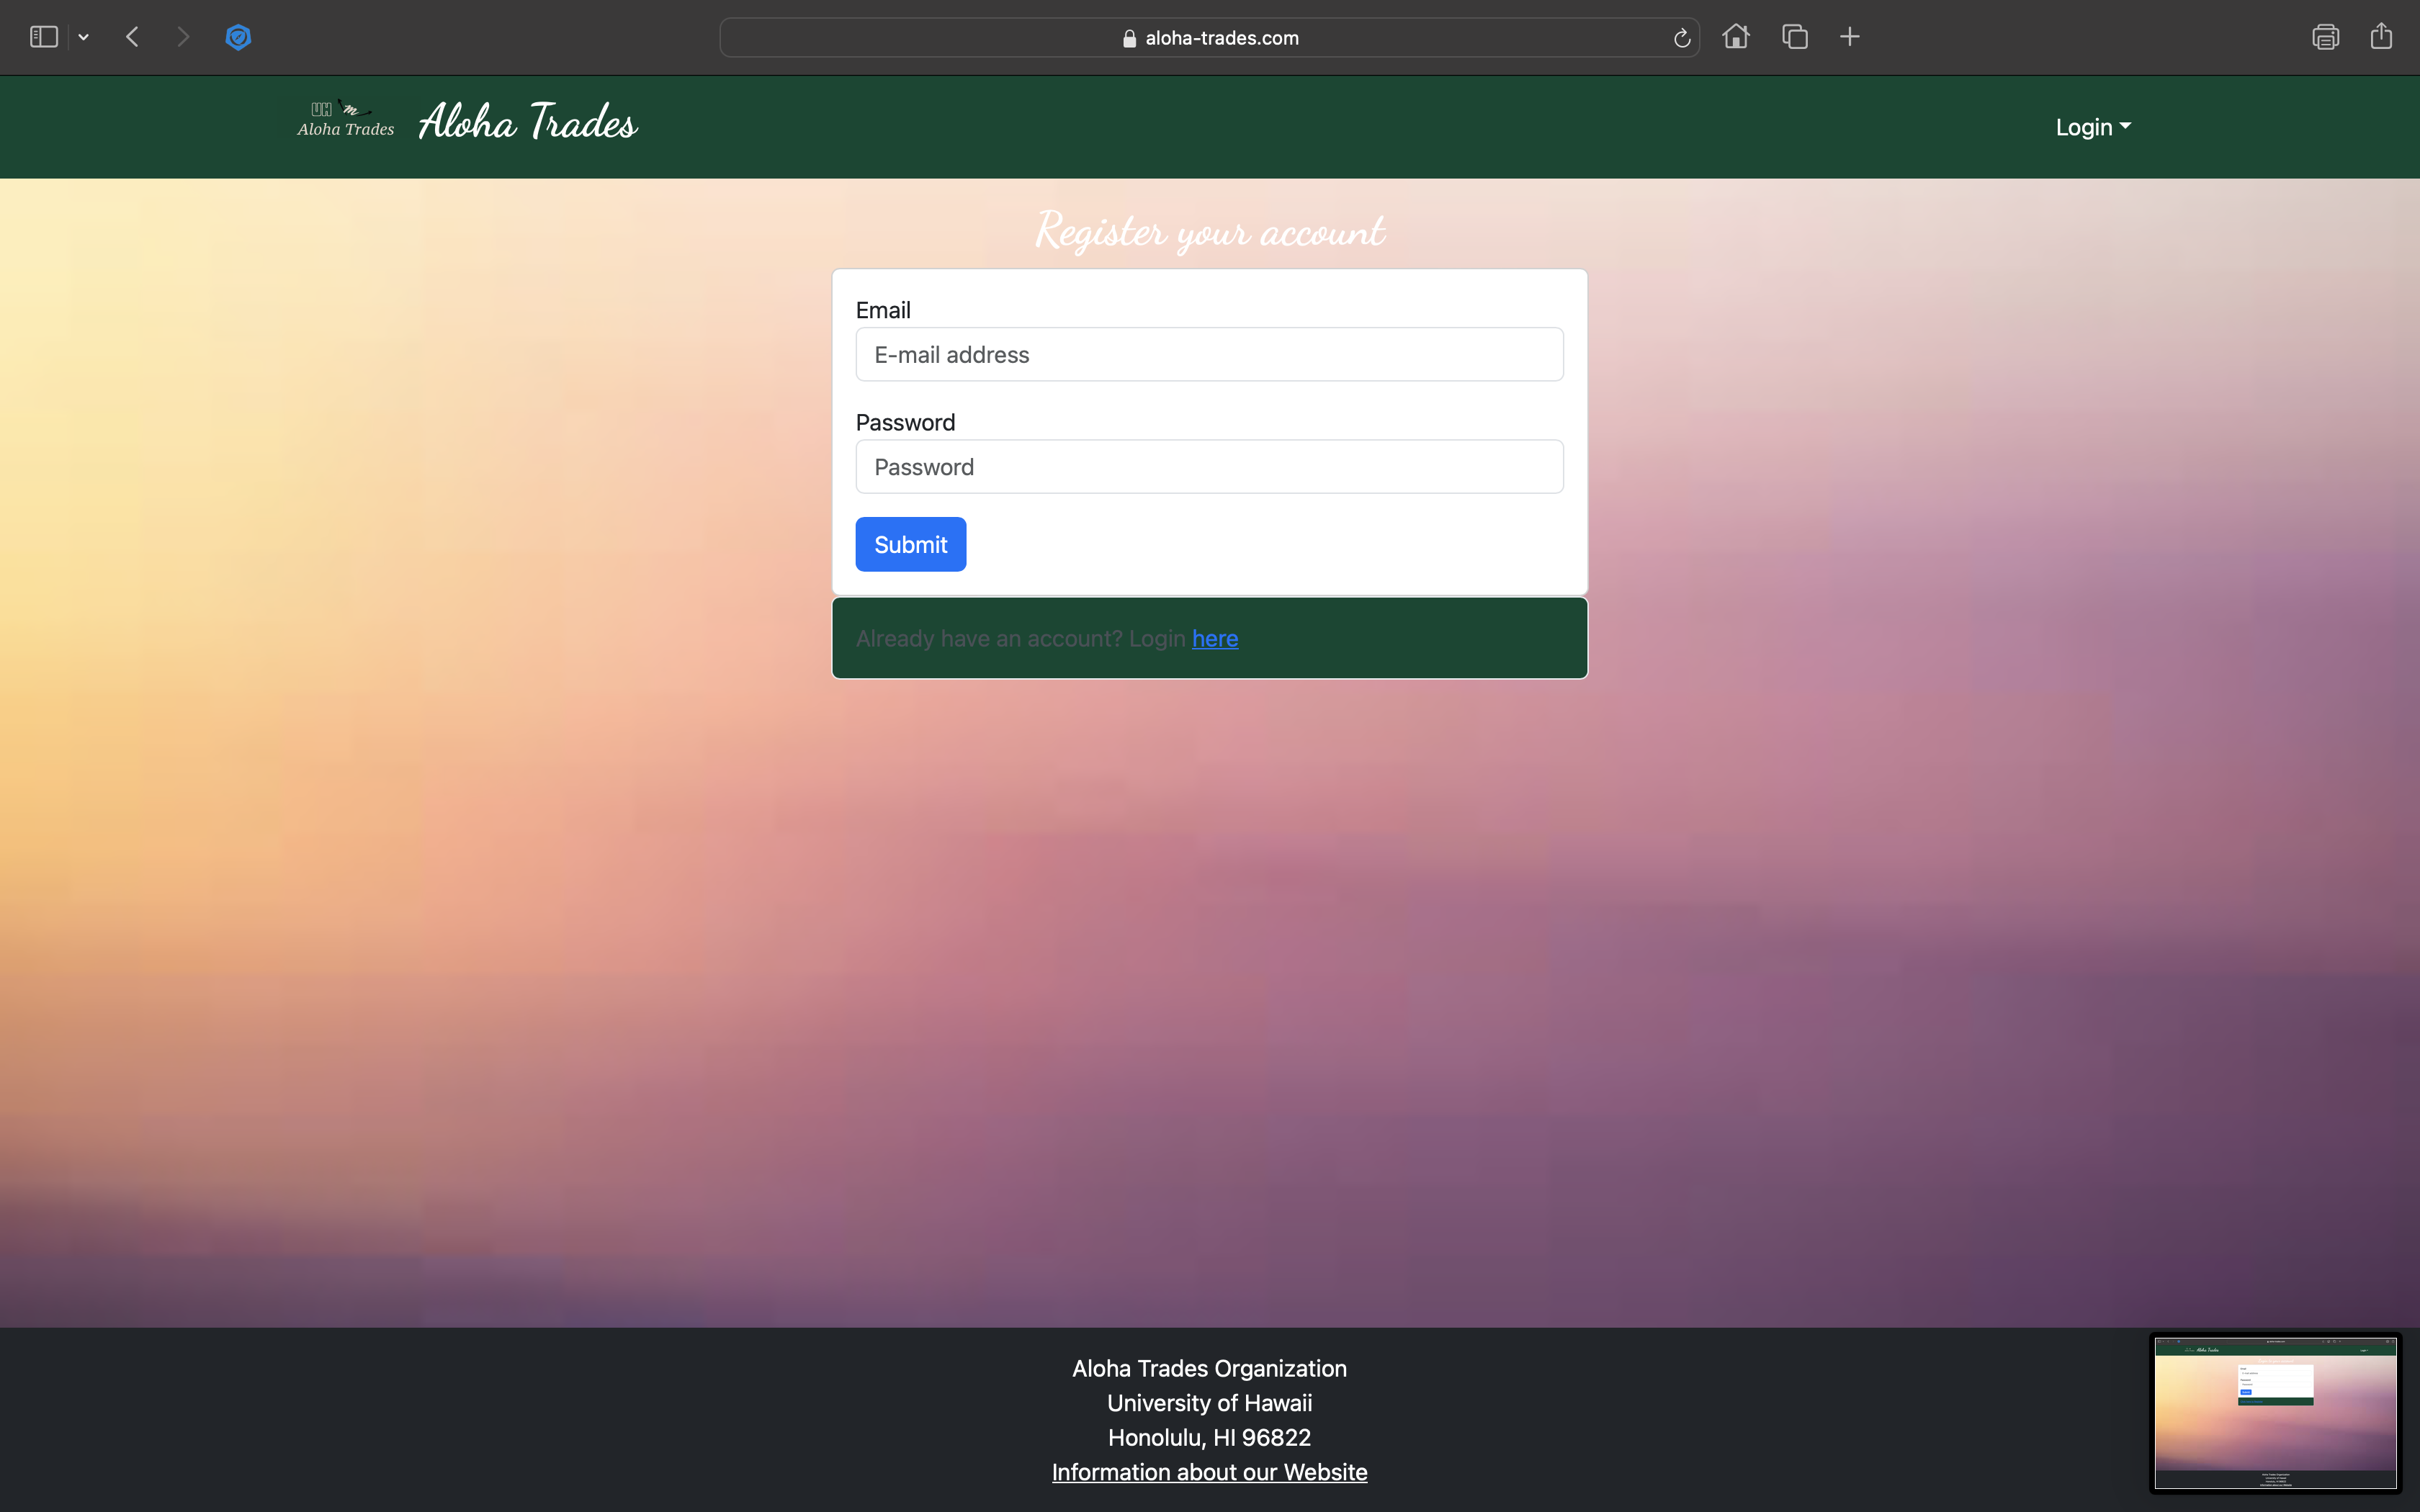 aloha-trades.com
UH m
Aloha Trades
Aloha Trades
Login
Register your account
Email
E-mail address
Password
Password
Submit
Already have an account? Login here
Aloha Trades Organization
University of Hawaii
Honolulu, HI 96822
Information about our Website